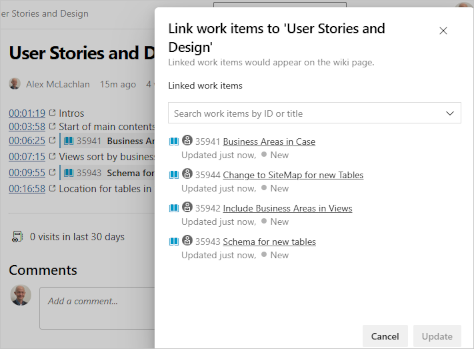 er Stories and Design
User Stories and D
Alex McLachlan 15m ago 4
00:01:19 Intros
00:03:58 Start of main contents
00:06:25 35941 Business Ar
00:07:15 Views sort by business
00:09:55 35943 Schema for
00:16:58 Location for tables in
0 visits in last 30 days
Comments
Add a comment...
Link work items to 'User Stories and
Design'
Linked work items would appear on the wiki page.
Linked work items
Search work items by ID or title
35941 Business Areas in Case
Updated just now, New
35944 Change to SiteMap for new Tables
Updated just now, New
35942 Include Business Areas in Views
Updated just now, New
35943 Schema for new tables
Updated just now, New
Cancel Update